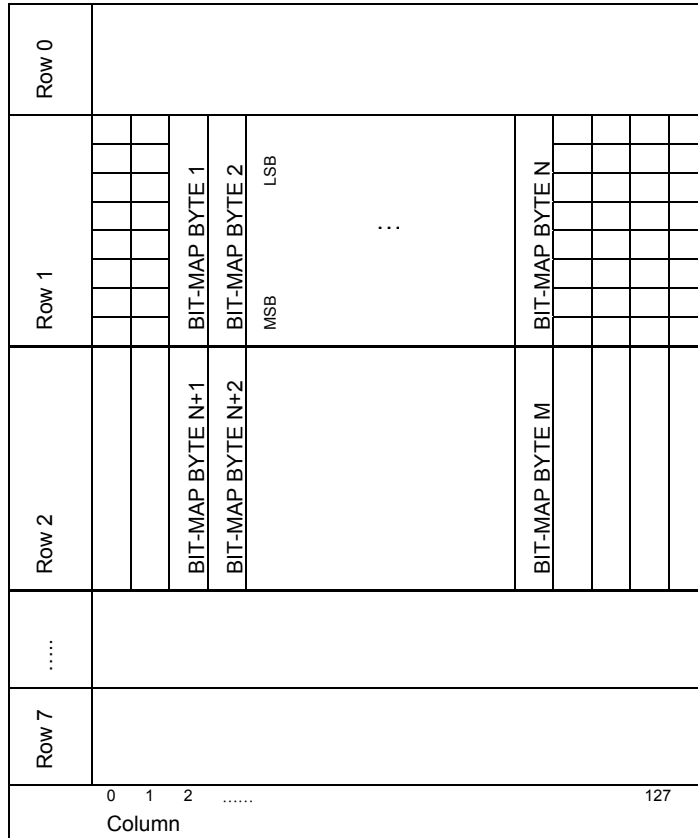 Row 0
Row 1
BIT-MAP BYTE 1
BIT-MAP BYTE 2
LSB
MSB
...
BIT-MAP BYTE N
Row 2
BIT-MAP BYTE N+1
BIT-MAP BYTE N+2
BIT-MAP BYTE M
.....
Row 7
0 1 2 ...... 127
Column